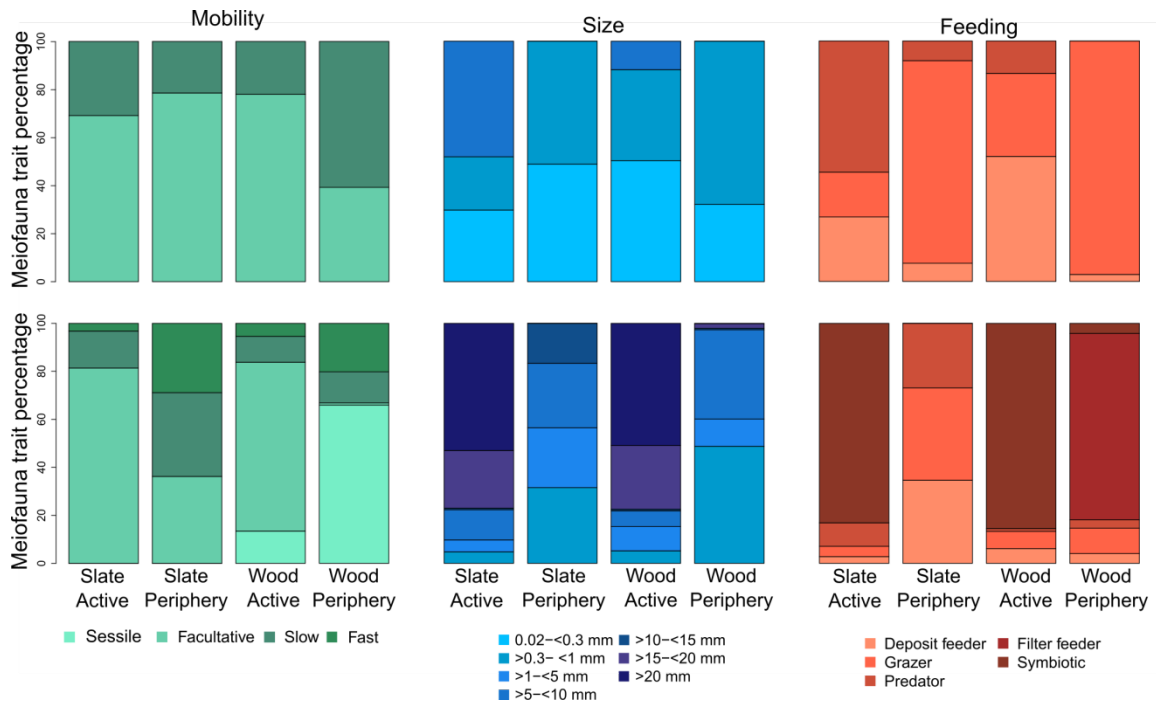 Mobility
Size
Feeding
Meiofauna trait percentage
100
80
60
40
20
0
Meiofauna trait percentage
100
80
60
40
20
0
Slate Slate Wood Wood
Active Periphery Active Periphery
Slate Slate Wood Wood
Active Periphery Active Periphery
Slate Slate Wood Wood
Active Periphery Active Periphery
Sessile Facultative Slow Fast
0.02-<0.3 mm >10-<15 mm
>0.3- <1 mm >15-<20 mm
>1-<5 mm >20 mm
>5-<10 mm
Deposit feeder Filter feeder
Grazer Symbiotic
Predator